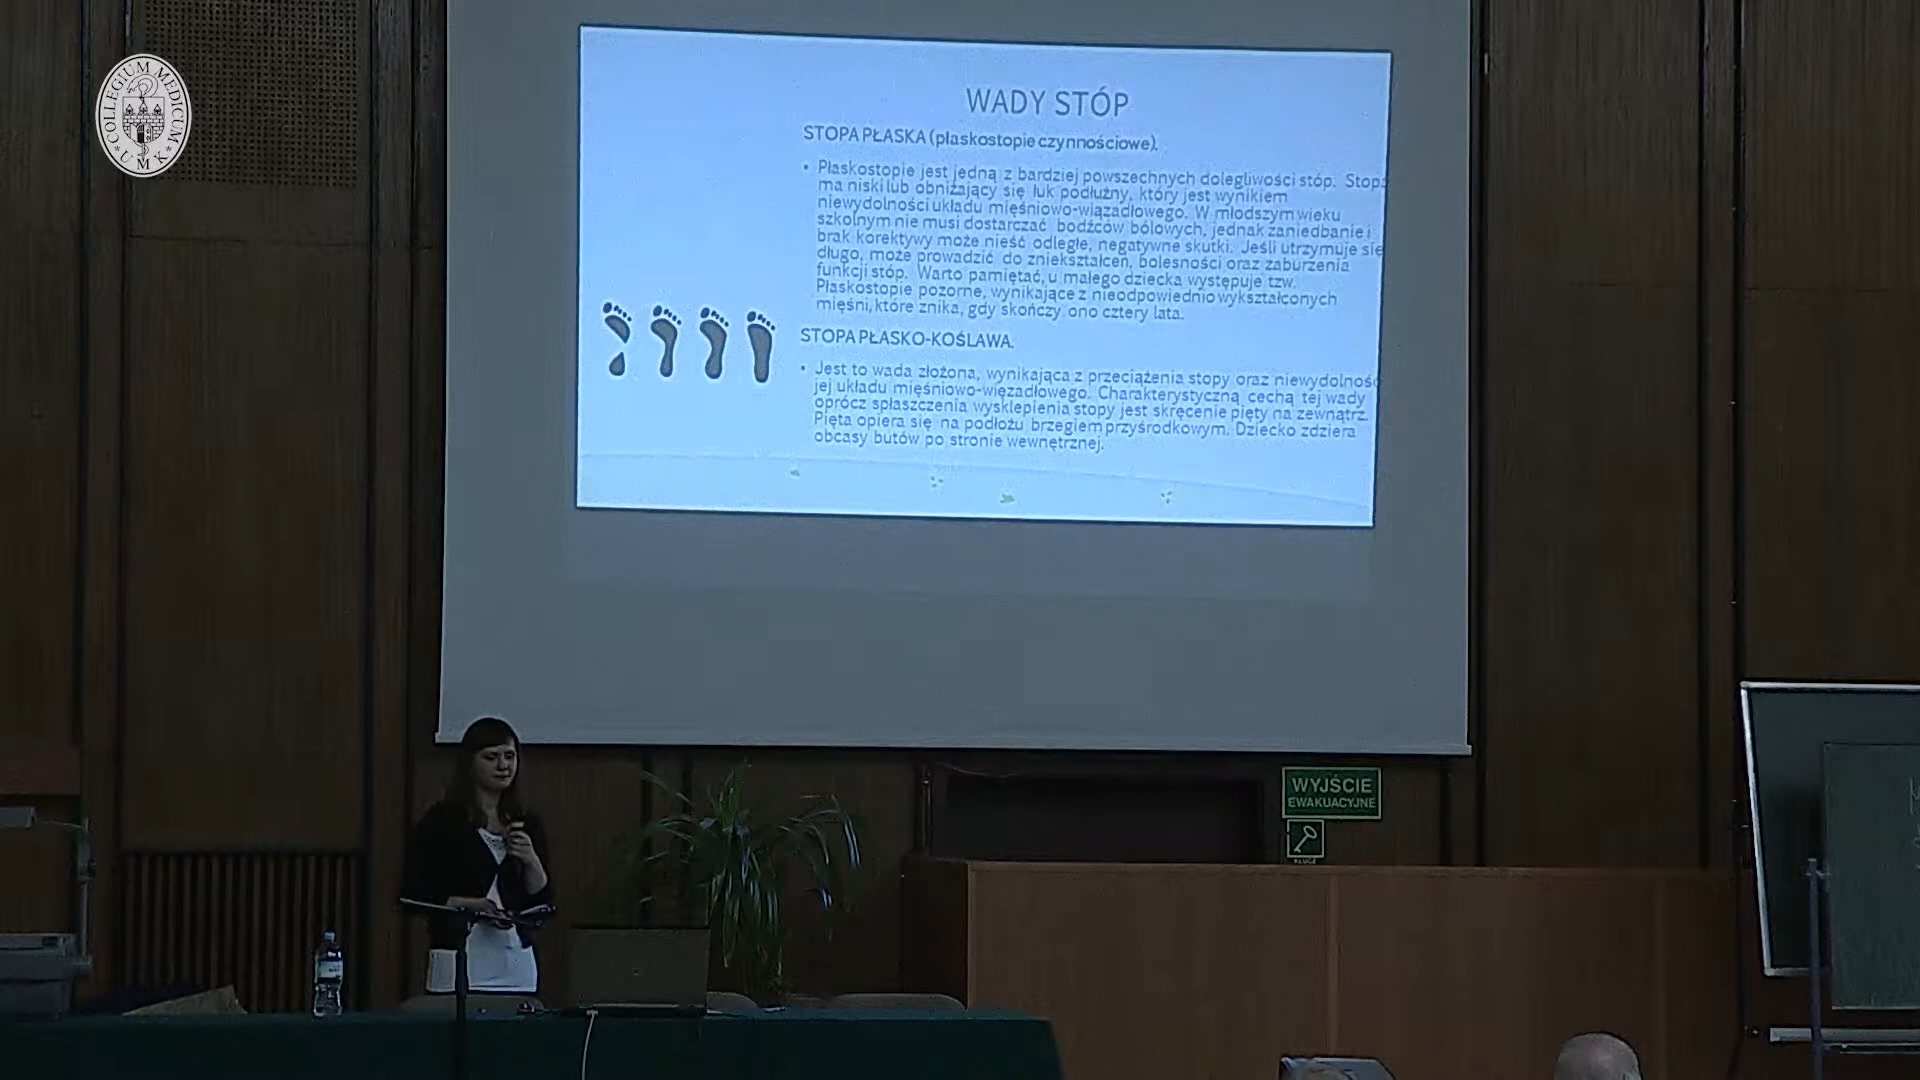 COLLEGIUM MEDICUM
UMK
WADY STÓP
STOPA PŁASKA (płaskostopie czynnościowe).
• Płaskostopie jest jedną z bardziej powszechnych dolegliwości stóp. Stopa
ma niski lub obniżający się łuk podłużny, który jest wynikiem
niewydolności układu mięśniowo-wiązadłowego. W młodszym wieku
szkolnym nie musi dostarczać bodźców bólowych, jednak zaniedbanie i
brak korektywy może nieść odległe, negatywne skutki. Jeśli utrzymuje się
długo, może prowadzić do zniekształceń, bolesności oraz zaburzenia
funkcji stóp. Warto pamiętać, u małego dziecka występuje tzw.
Płaskostopie pozorne, wynikające z nieodpowiednio wykształconych
mięśni, które znika, gdy skończy ono cztery lata.
STOPA PŁASKO-KOŚLAWA.
• Jest to wada złożona, wynikająca z przeciążenia stopy oraz niewydolnośc
jej układu mięśniowo-więzadłowego. Charakterystyczną cechą tej wady
oprócz spłaszczenia wysklepienia stopy jest skręcenie pięty na zewnątrz.
Pięta opiera się na podłożu brzegiem przyśrodkowym. Dziecko zdziera
obcasy butów po stronie wewnętrznej.
WYJŚCIE
EWAKUACYJNE
KLUCZ